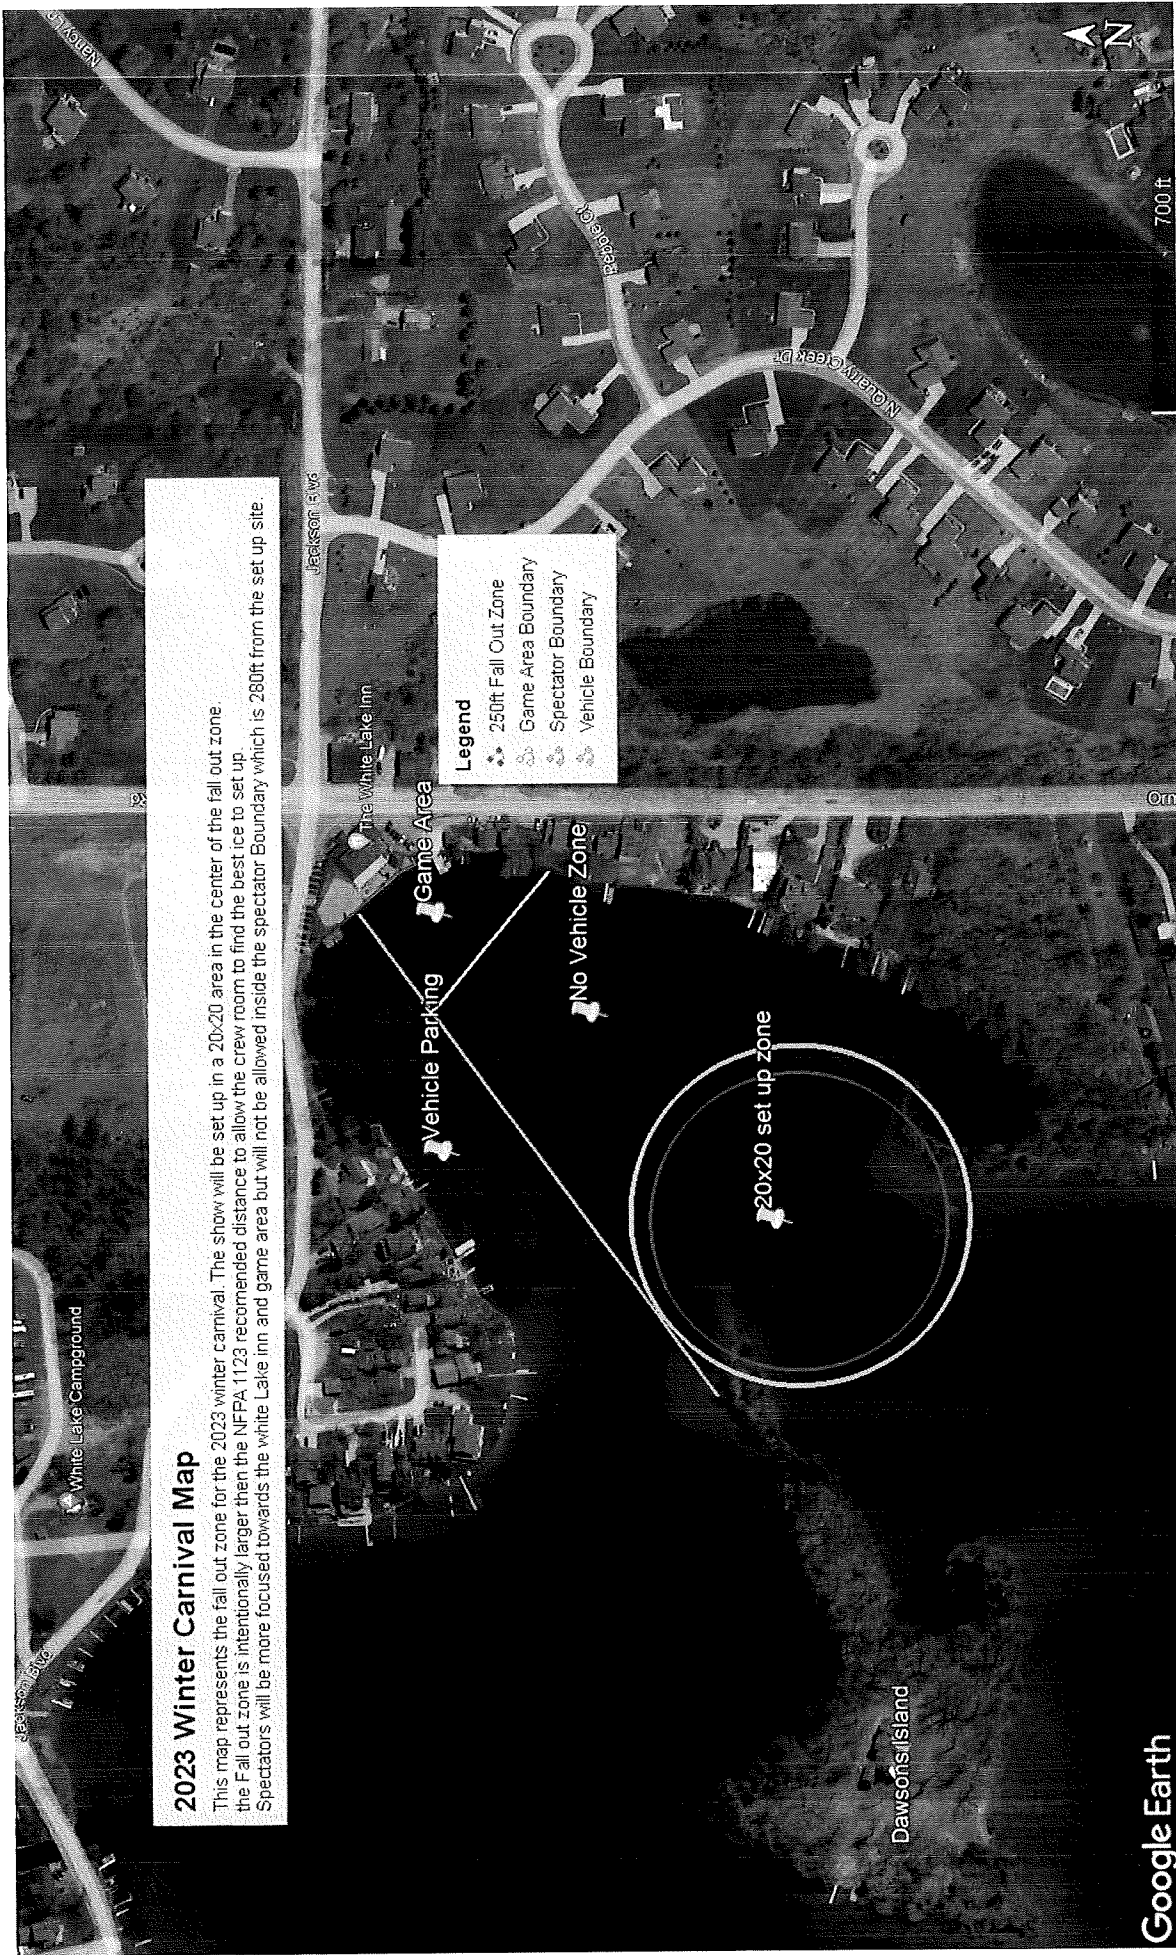 2023 Winter Carnival Map
This map represents the fall out zone for the 2023 winter carnival. The show will be set up in a 20x20 area in the center of the fall out zone.
the Fall out zone is intentionally larger then the NFPA 1123 recomended distance to allow the crew room to find the best ice to set up.
Spectators will be more focused towards the white Lake inn and game area but will not be allowed inside the spectator Boundary which is 280ft from the set up site.
Legend
250ft Fall Out Zone
Game Area Boundary
Spectator Boundary
Vehicle Boundary
Jackson Blvd
White Lake Campground
Jackson Blvd
Nancy Ln
The White Lake Inn
Game Area
Vehicle Parking
No Vehicle Zone
20x20 set up zone
Dawsons Island
Pebble Ct
N Quarry Creek Dr
Rd
Orn
N
700 ft
Google Earth